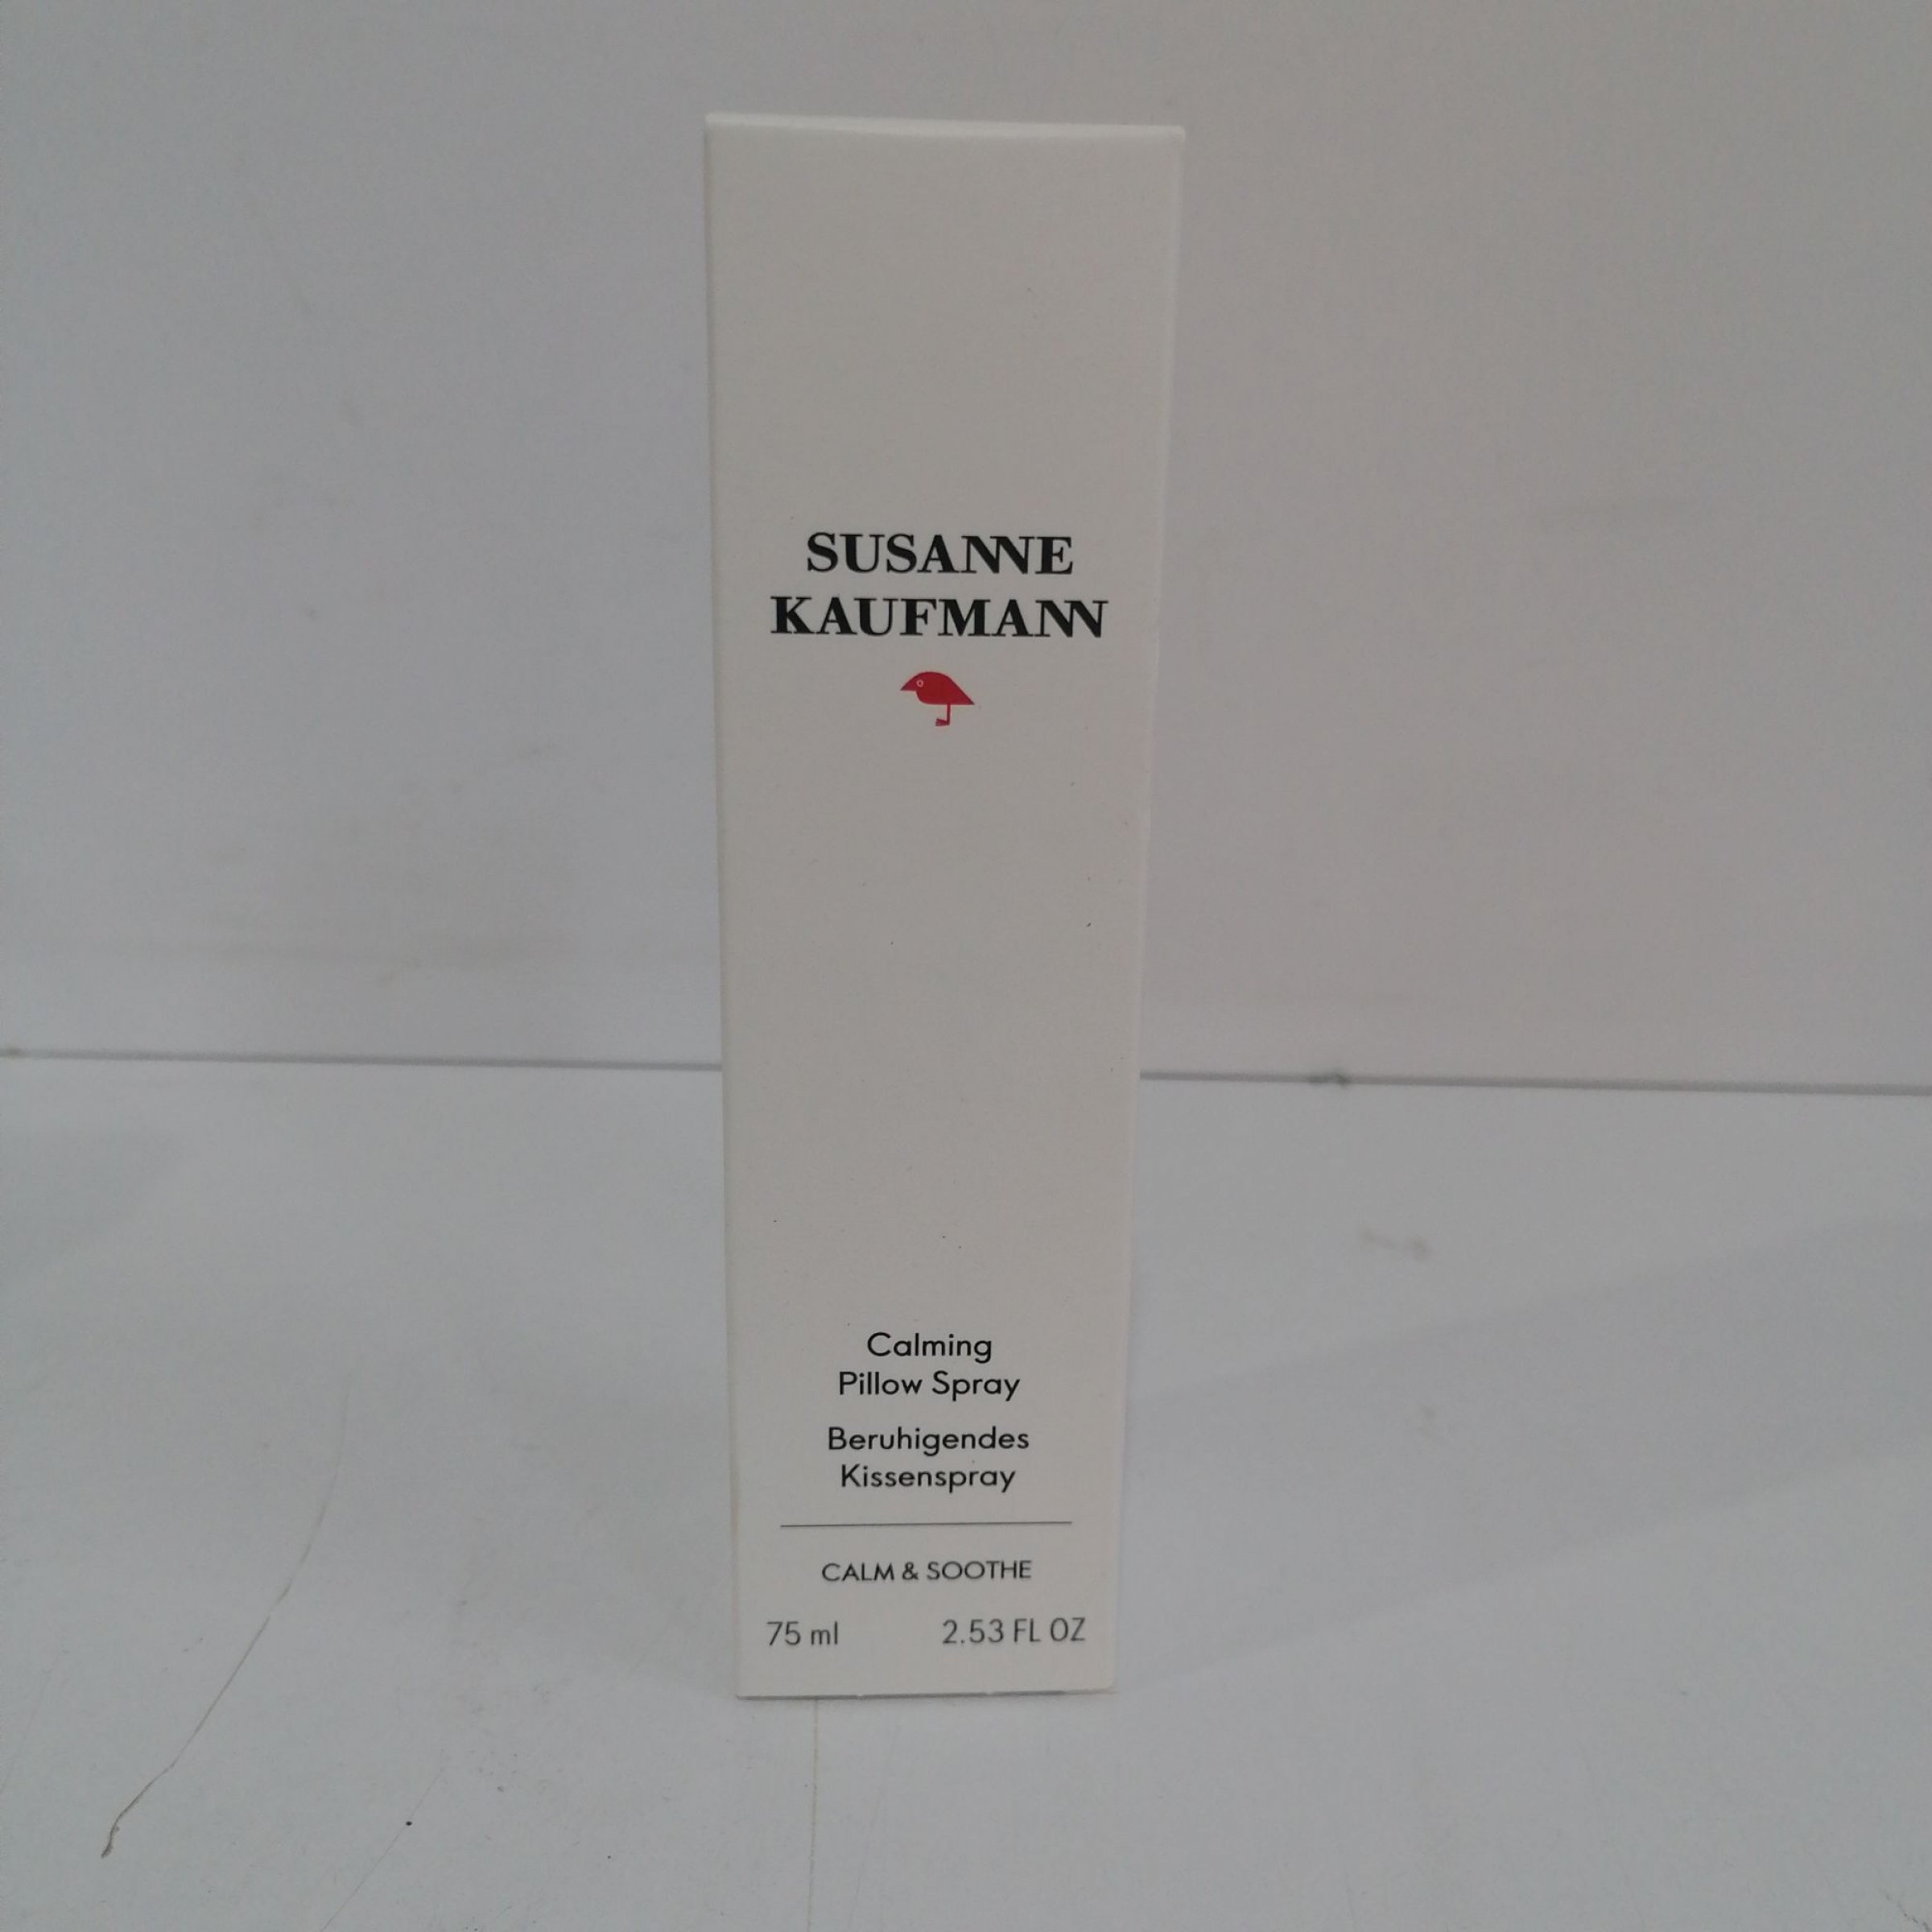 SUSANNE
KAUFMANN
Calming
Pillow Spray
Beruhigendes
Kissenspray
CALM & SOOTHE
75 ml 2.53 FL OZ